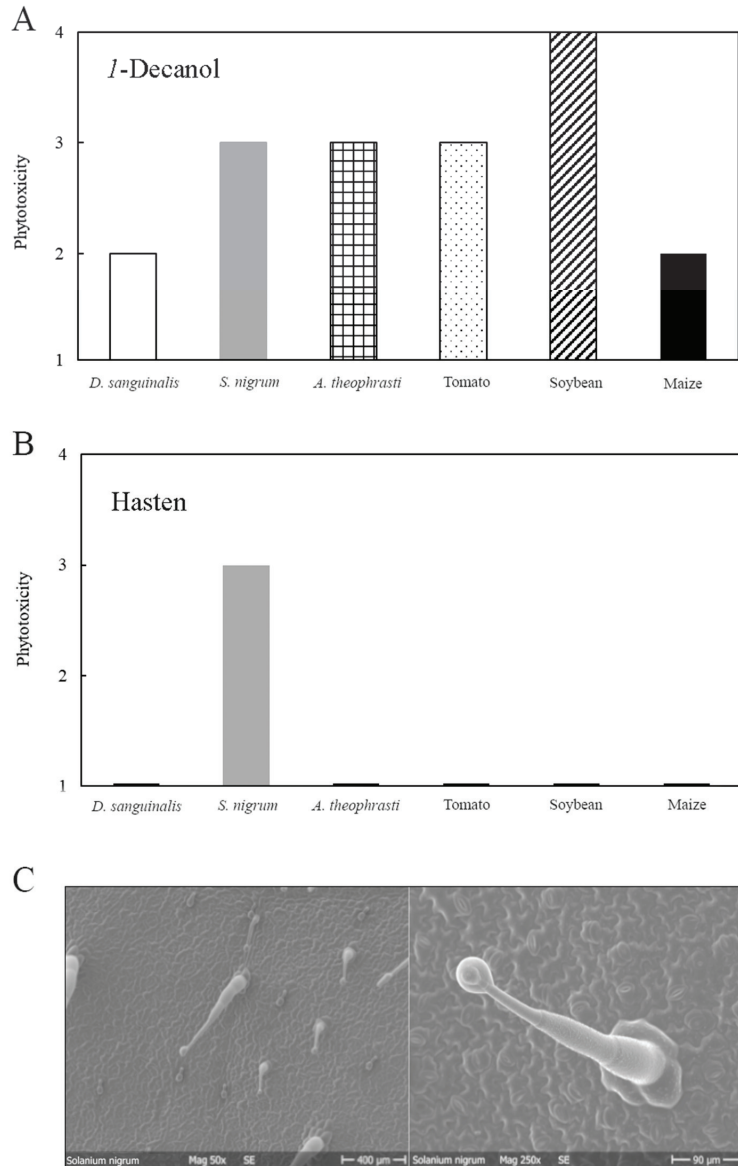 A
4
1-Decanol
3
Phytotoxicity
2
1
D. sanguinalis S. nigrum A. theophrasti Tomato Soybean Maize
B
4
Hasten
3
Phytotoxicity
2
1
D. sanguinalis S. nigrum A. theophrasti Tomato Soybean Maize
C
Solanium nigrum Mag 50x SE 400 µm
Solanium nigrum Mag 250x SE 90 µm